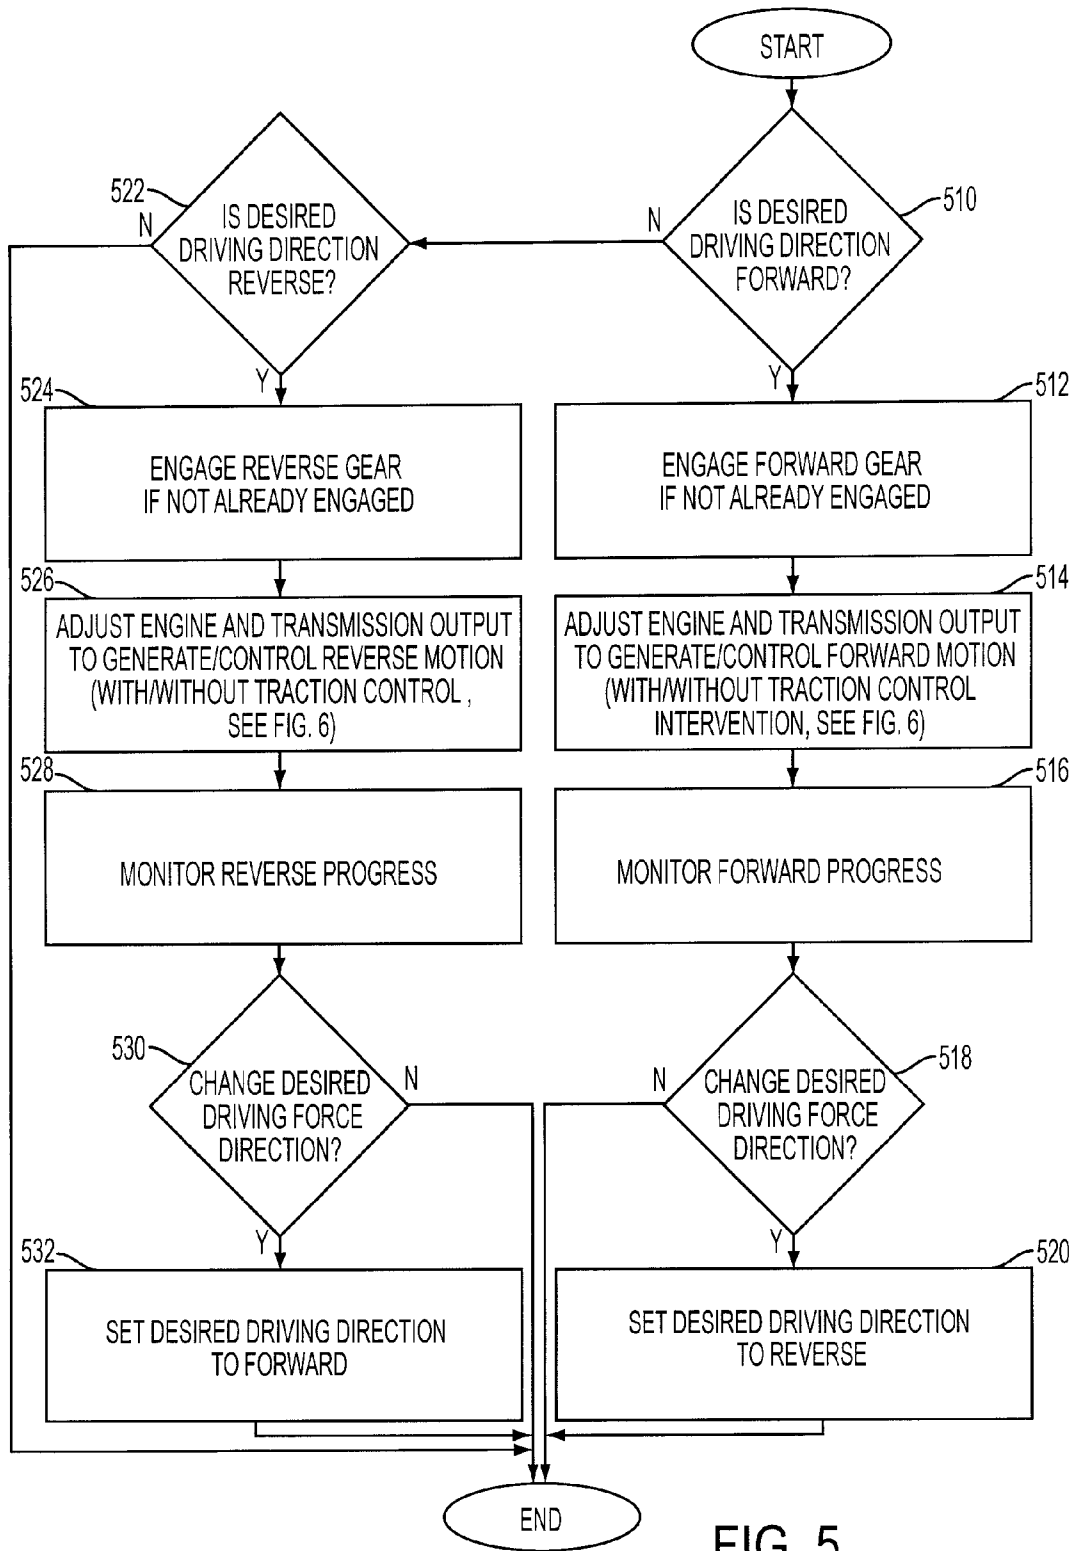 START
522
N
IS DESIRED
DRIVING DIRECTION
REVERSE?
Y
510
N
IS DESIRED
DRIVING DIRECTION
FORWARD?
Y
524
ENGAGE REVERSE GEAR
IF NOT ALREADY ENGAGED
512
ENGAGE FORWARD GEAR
IF NOT ALREADY ENGAGED
526
ADJUST ENGINE AND TRANSMISSION OUTPUT
TO GENERATE/CONTROL REVERSE MOTION
(WITH/WITHOUT TRACTION CONTROL ,
SEE FIG. 6)
514
ADJUST ENGINE AND TRANSMISSION OUTPUT
TO GENERATE/CONTROL FORWARD MOTION
(WITH/WITHOUT TRACTION CONTROL
INTERVENTION, SEE FIG. 6)
528
MONITOR REVERSE PROGRESS
516
MONITOR FORWARD PROGRESS
530
CHANGE DESIRED
DRIVING FORCE
DIRECTION?
N
Y
518
N
CHANGE DESIRED
DRIVING FORCE
DIRECTION?
Y
532
SET DESIRED DRIVING DIRECTION
TO FORWARD
520
SET DESIRED DRIVING DIRECTION
TO REVERSE
END
FIG. 5